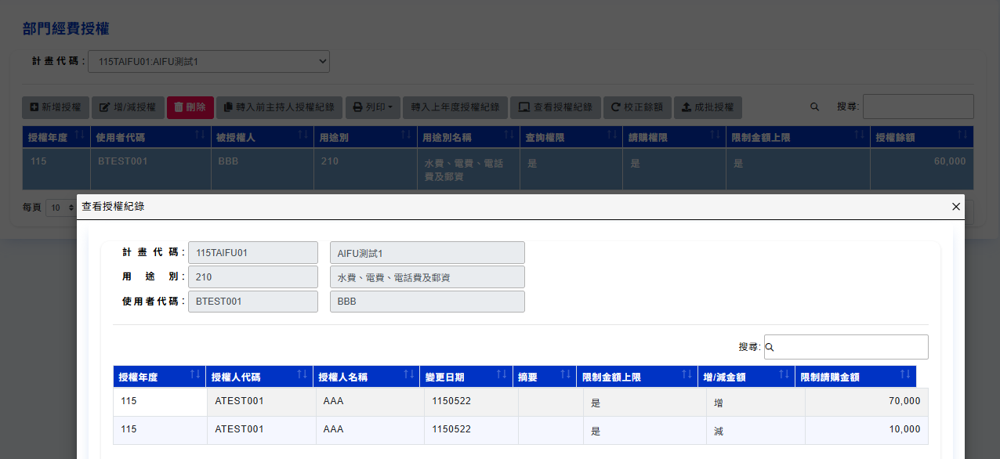 部門經費授權
計畫代碼: 115TAIFU01:AIFU測試1
新增授權 增/減授權 刪除 轉入前主持人授權紀錄 列印 轉入上年度授權紀錄 查看授權紀錄 校正餘額 成批授權 搜尋:
授權年度 使用者代碼 被授權人 用途別 用途別名稱 查詢權限 請購權限 限制金額上限 授權餘額
115 BTEST001 BBB 210 水費、電費、電話 是 是 是 60,000
費及郵資
每頁 10
查看授權紀錄
計畫代碼: 115TAIFU01 AIFU測試1
用途別: 210 水費、電費、電話費及郵資
使用者代碼: BTEST001 BBB
搜尋:
授權年度 授權人代碼 授權人名稱 變更日期 摘要 限制金額上限 增/減金額 限制請購金額
115 ATEST001 AAA 1150522 是 增 70,000
115 ATEST001 AAA 1150522 是 減 10,000